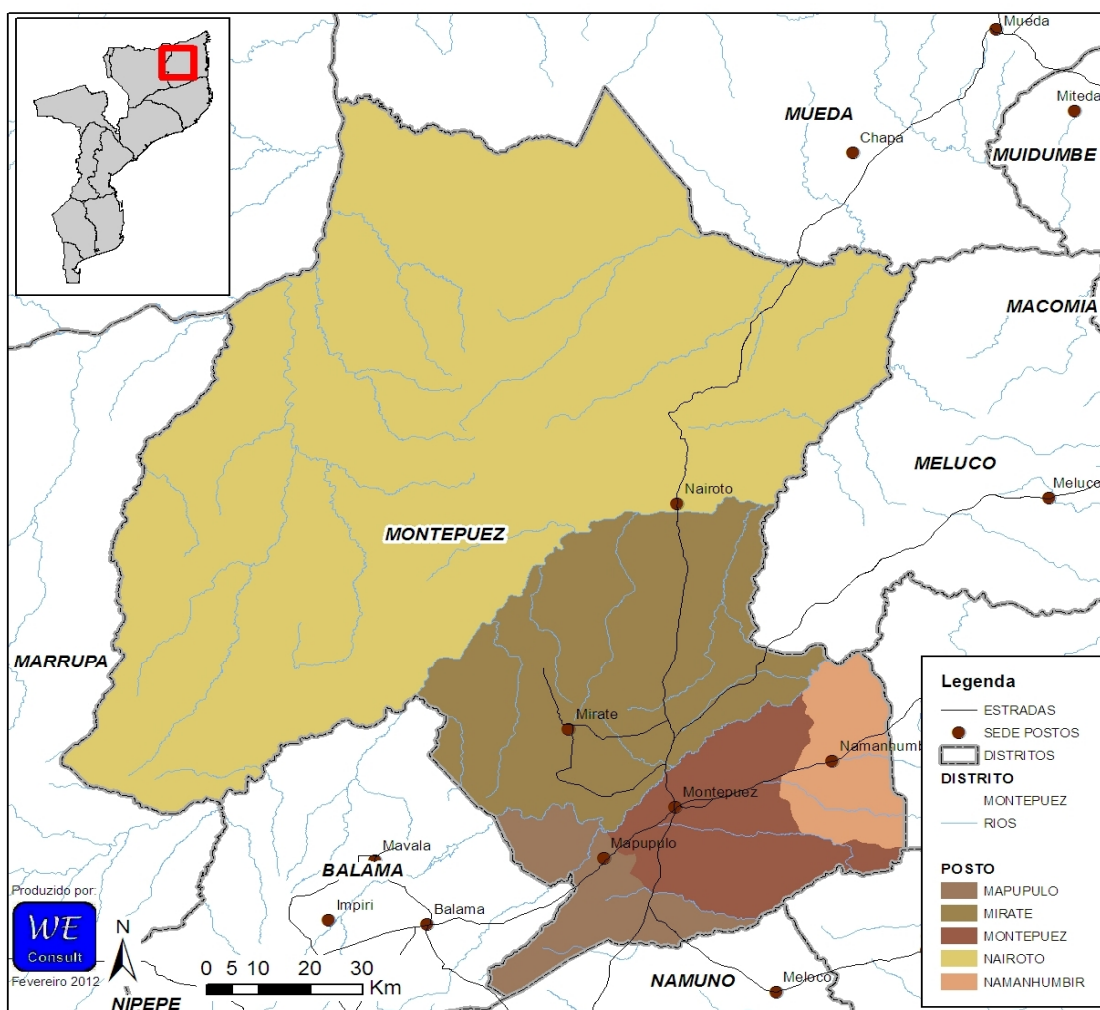 Mueda
Miteda
MUEDA
Chapa
MUIDUMBE
MACOMIA
MELUCO
Meluco
Nairoto
MONTEPUEZ
MARRUPA
Mirate
Namanhumb
Montepuez
Mapupulo
Mavala
BALAMA
Impiri
Balama
NAMUNO
Meloco
NIPEPE
Produzido por:
WE
Consult
Fevereiro 2012
N
0 5 10 20 30
Km
Legenda
ESTRADAS
SEDE POSTOS
DISTRITOS
DISTRITO
MONTEPUEZ
RIOS
POSTO
MAPUPULO
MIRATE
MONTEPUEZ
NAIROTO
NAMANHUMBIR